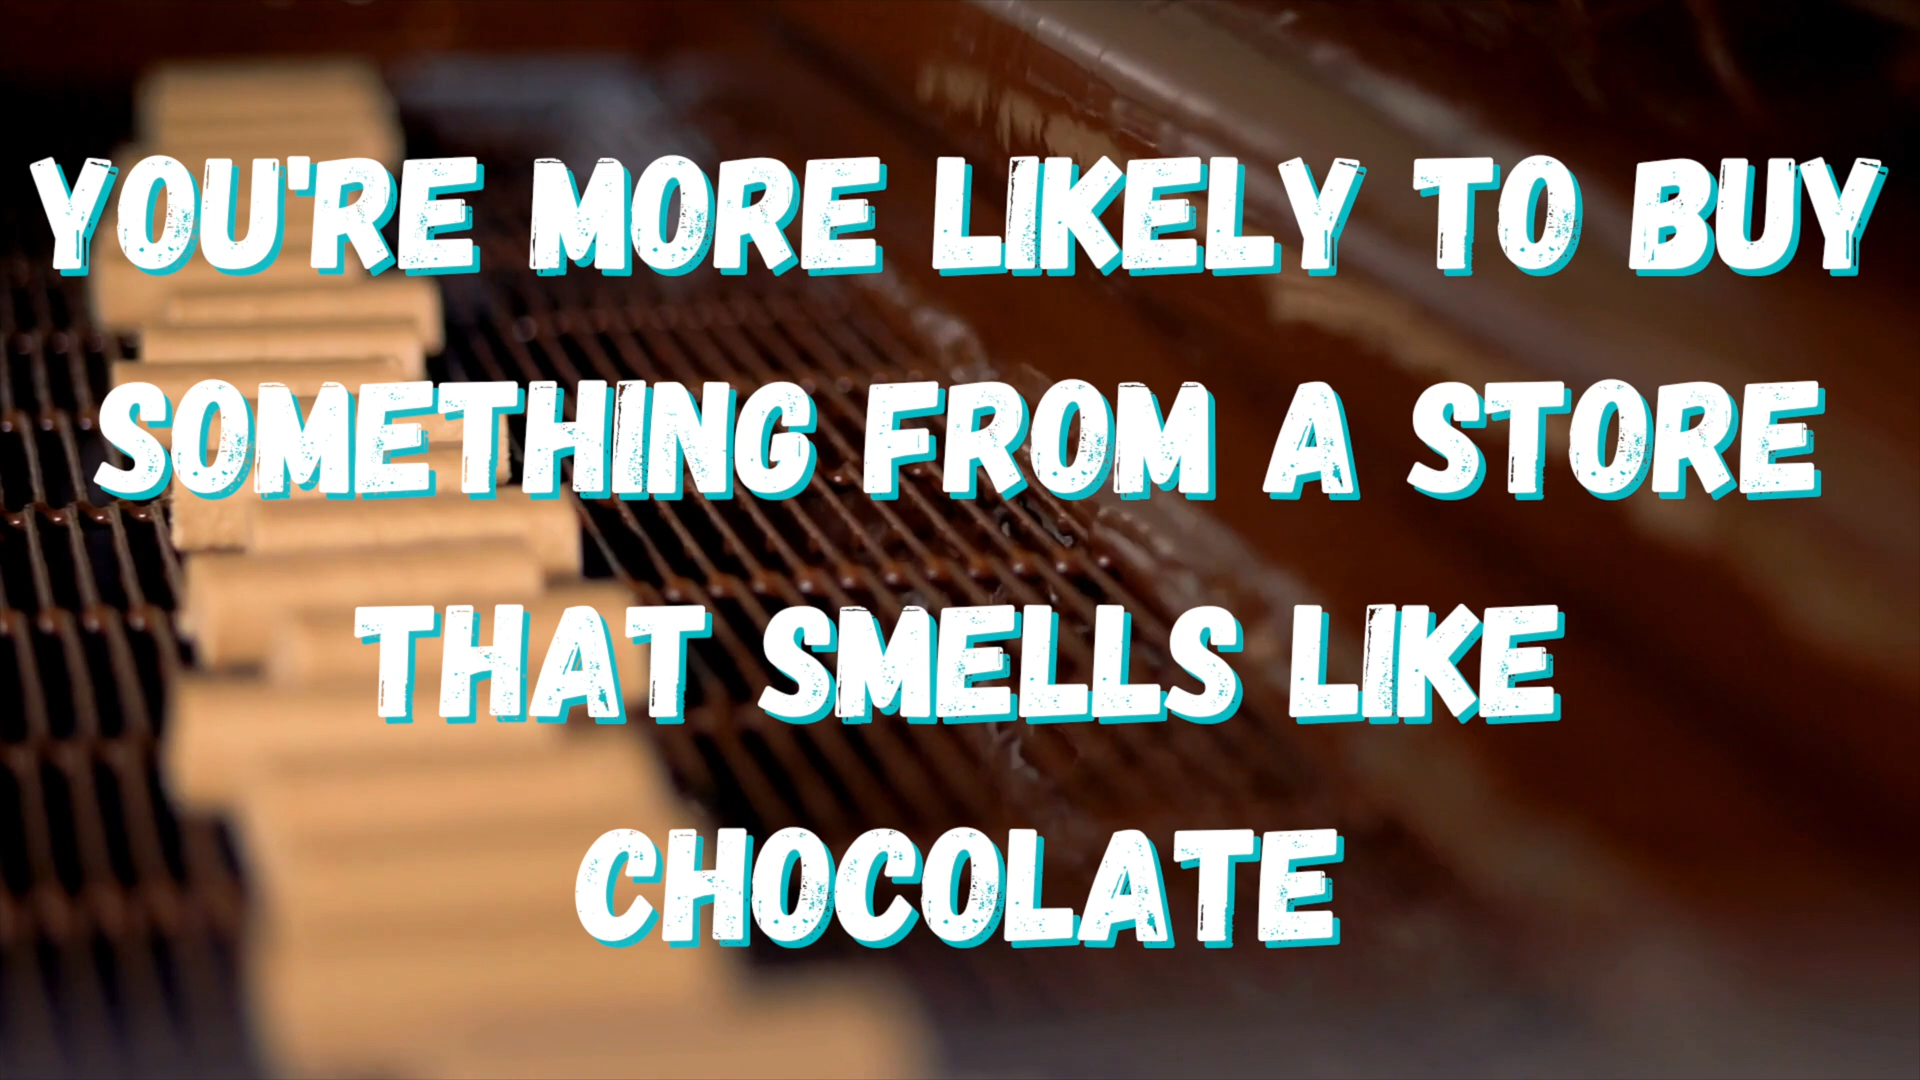 YOU'RE MORE LIKELY TO BUY
SOMETHING FROM A STORE
THAT SMELLS LIKE
CHOCOLATE